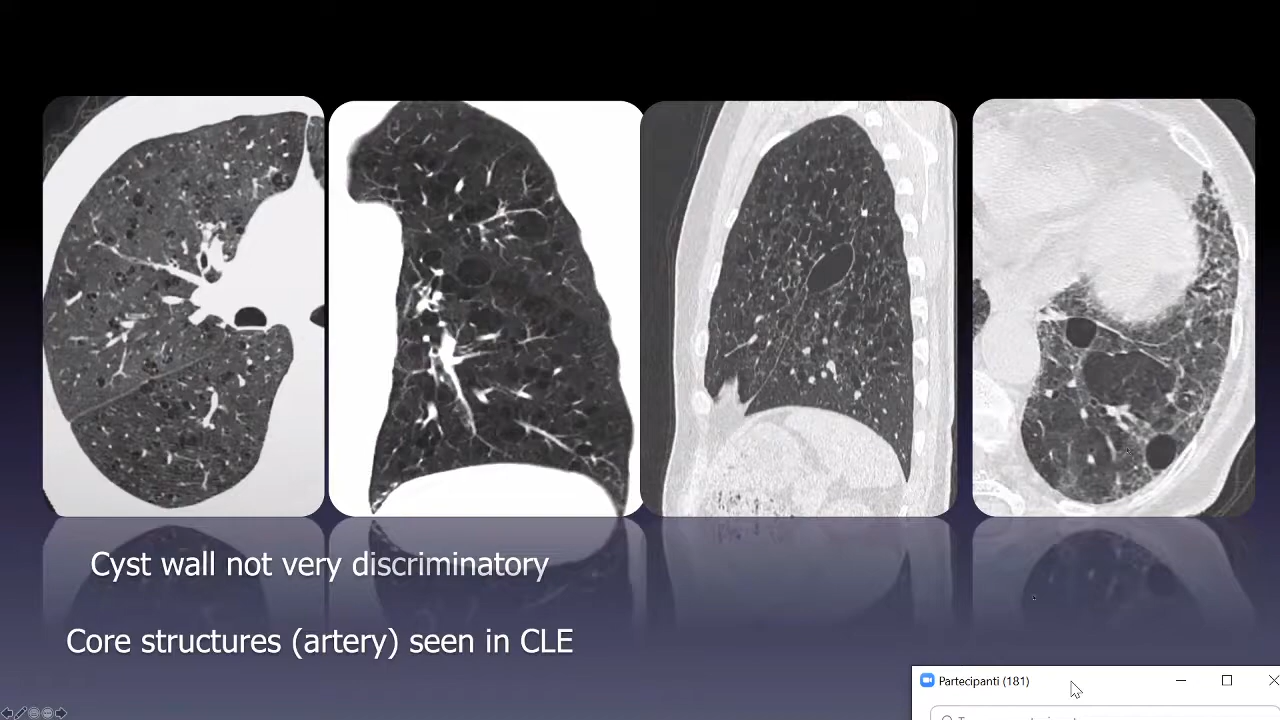 Cyst wall not very discriminatory
Core structures (artery) seen in CLE
Partecipanti (181)